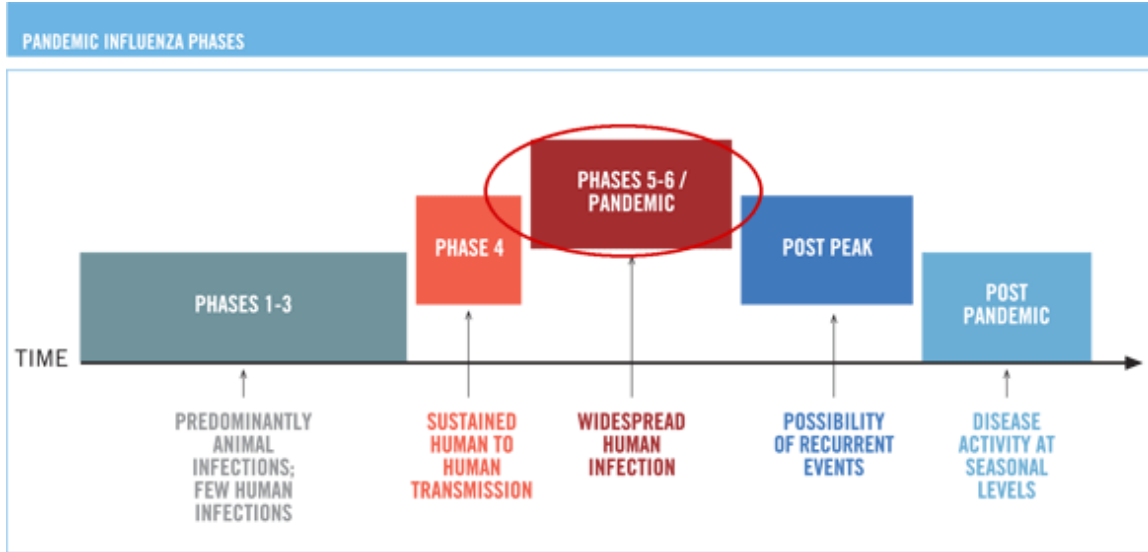 PANDEMIC INFLUENZA PHASES
PHASES 5-6 /
PANDEMIC
PHASE 4
POST PEAK
PHASES 1-3
POST
PANDEMIC
TIME
PREDOMINANTLY
ANIMAL
INFECTIONS;
FEW HUMAN
INFECTIONS
SUSTAINED
HUMAN TO
HUMAN
TRANSMISSION
WIDESPREAD
HUMAN
INFECTION
POSSIBILITY
OF RECURRENT
EVENTS
DISEASE
ACTIVITY AT
SEASONAL
LEVELS